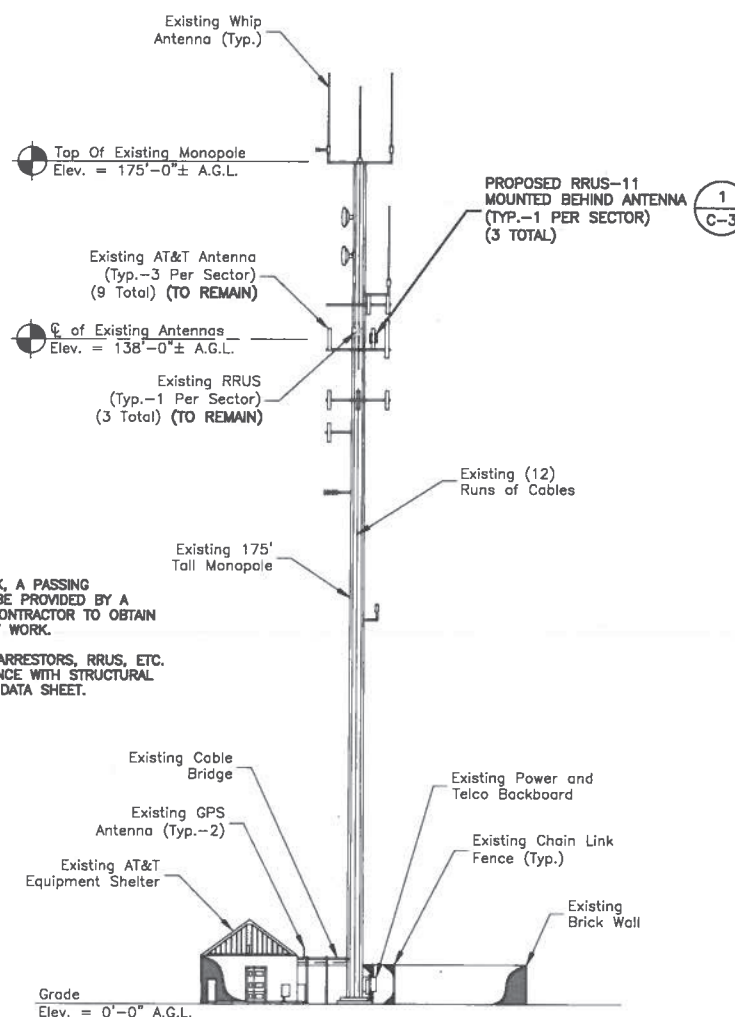 Existing Whip
Antenna (Typ.)
Top Of Existing Monopole
Elev. = 175'-0"± A.G.L.
PROPOSED RRUS-11
MOUNTED BEHIND ANTENNA
(TYP.-1 PER SECTOR)
(3 TOTAL)
1
C-3
Existing AT&T Antenna
(Typ.-3 Per Sector)
(9 Total) (TO REMAIN)
℄ of Existing Antennas
Elev. = 138'-0"± A.G.L.
Existing RRUS
(Typ.-1 Per Sector)
(3 Total) (TO REMAIN)
Existing (12)
Runs of Cables
Existing 175'
Tall Monopole
, A PASSING
BE PROVIDED BY A
ONTRACTOR TO OBTAIN
WORK.
ARRESTORS, RRUS, ETC.
NCE WITH STRUCTURAL
DATA SHEET.
Existing Cable
Bridge
Existing GPS
Antenna (Typ.-2)
Existing AT&T
Equipment Shelter
Existing Power and
Telco Backboard
Existing Chain Link
Fence (Typ.)
Existing
Brick Wall
Grade
Elev. = 0'-0" A.G.L.